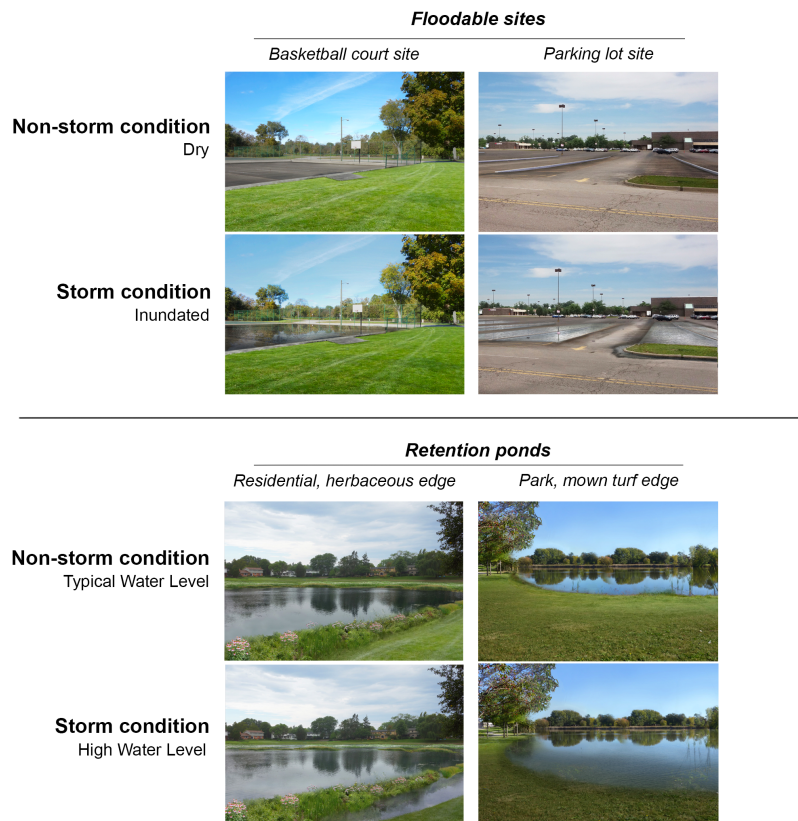 Floodable sites
Basketball court site
Parking lot site
Non-storm condition
Dry
Storm condition
Inundated
Retention ponds
Residential, herbaceous edge
Park, mown turf edge
Non-storm condition
Typical Water Level
Storm condition
High Water Level